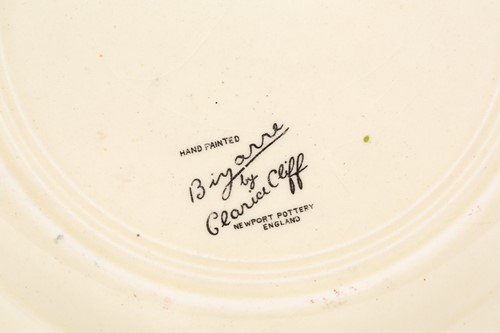 HAND PAINTED
Bizarre
by
Clarice Cliff
NEWPORT POTTERY
ENGLAND